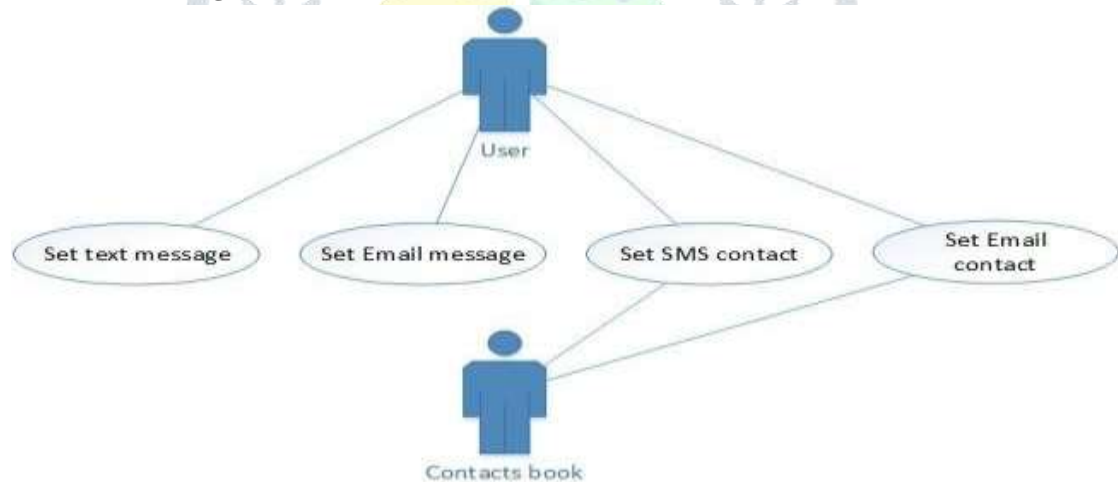 User
Set text message
Set Email message
Set SMS contact
Set Email
contact
Contacts book